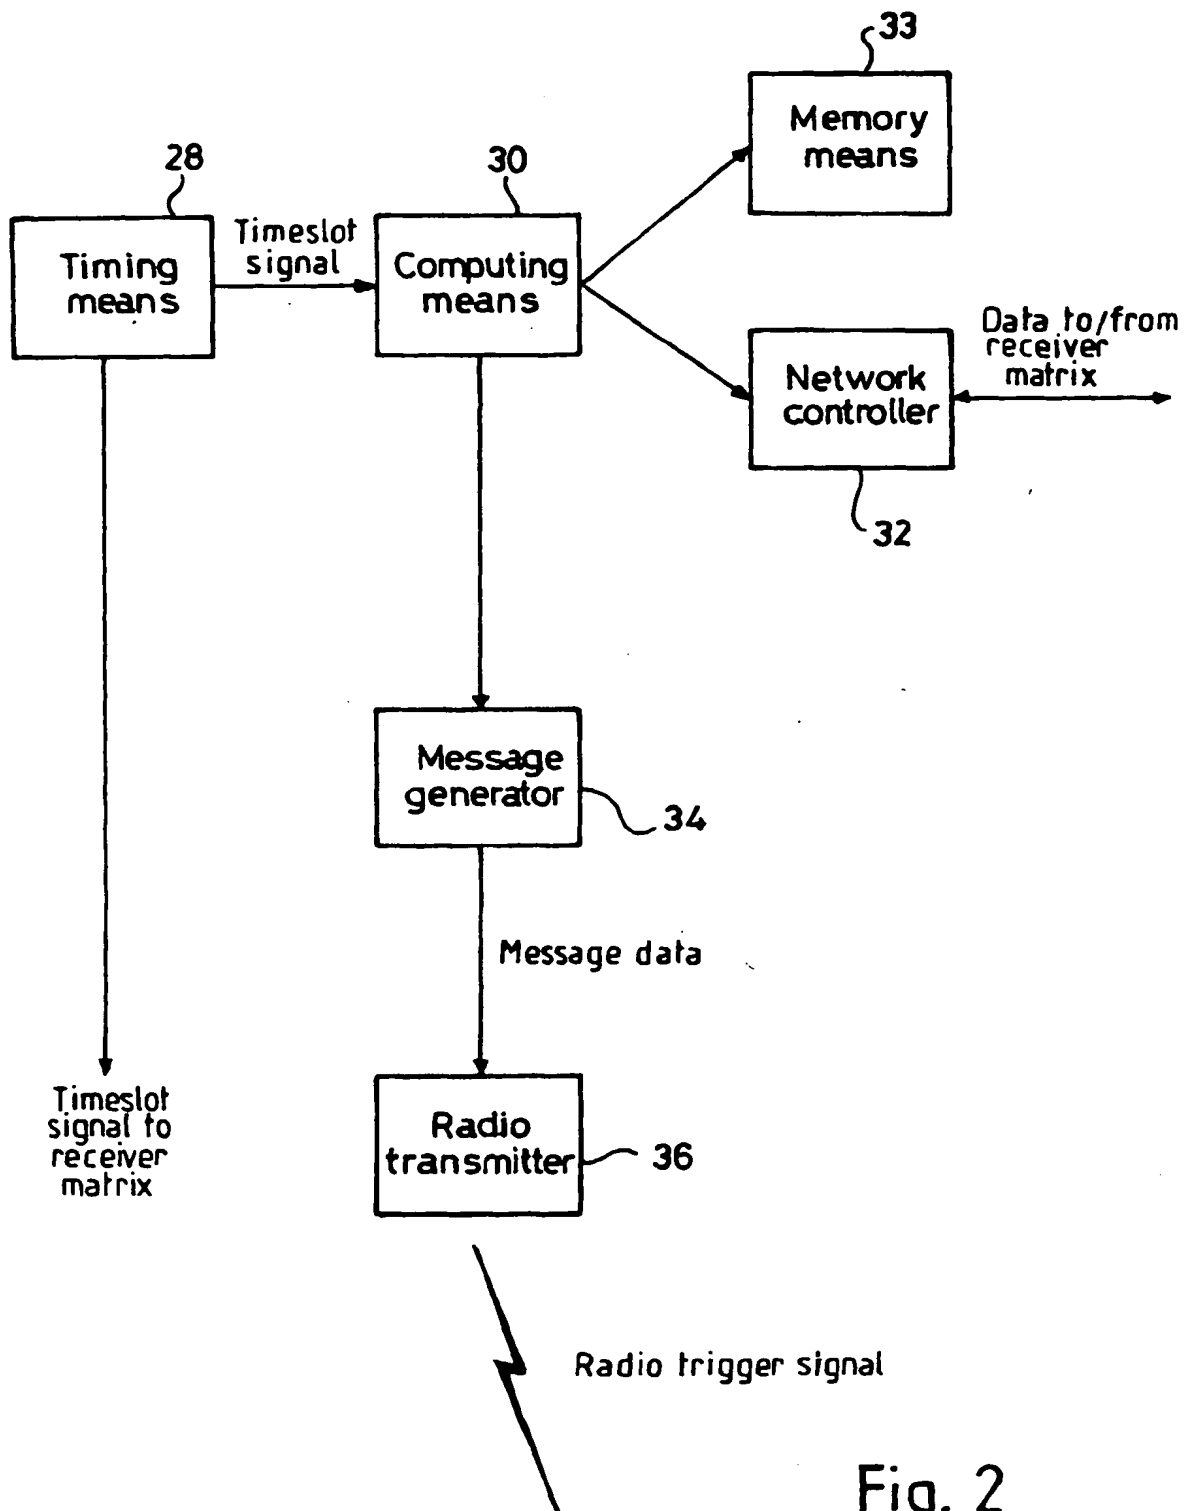 33
Memory
means
28
30
Timeslot
signal
Timing
means
Computing
means
Data to/from
receiver
matrix
Network
controller
32
Message
generator
34
Message data
Timeslot
signal to
receiver
matrix
Radio
transmitter
36
Radio trigger signal
Fig. 2